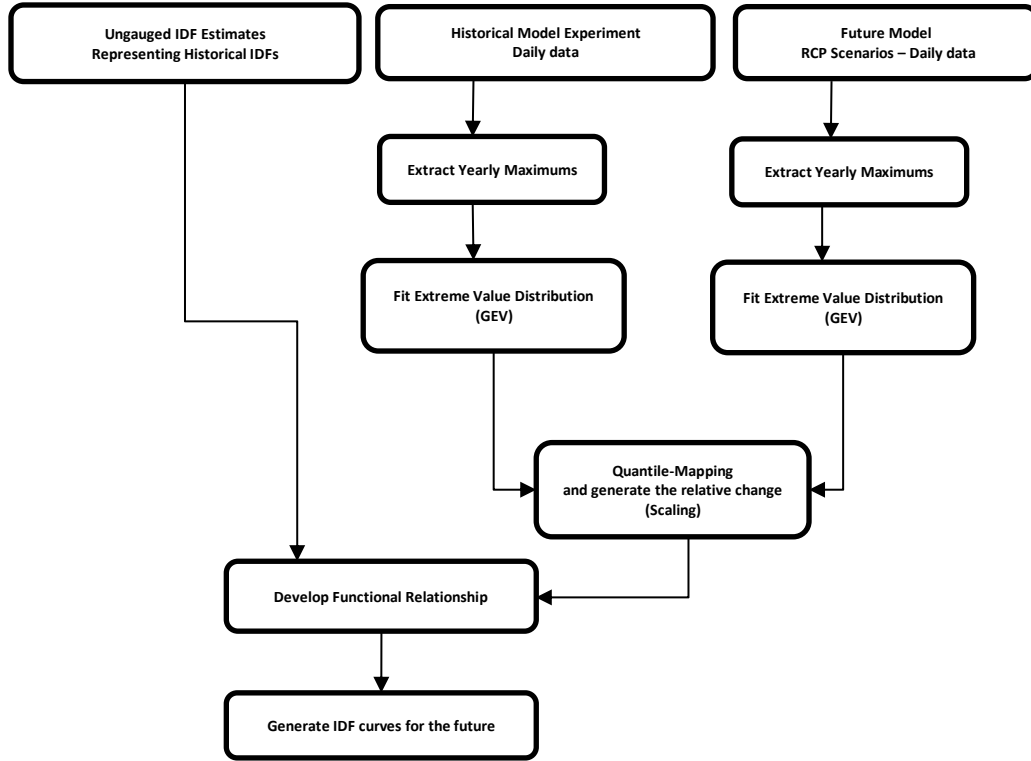 Ungauged IDF Estimates
Representing Historical IDFs
Historical Model Experiment
Daily data
Future Model
RCP Scenarios – Daily data
Extract Yearly Maximums
Extract Yearly Maximums
Fit Extreme Value Distribution
(GEV)
Fit Extreme Value Distribution
(GEV)
Quantile-Mapping
and generate the relative change
(Scaling)
Develop Functional Relationship
Generate IDF curves for the future